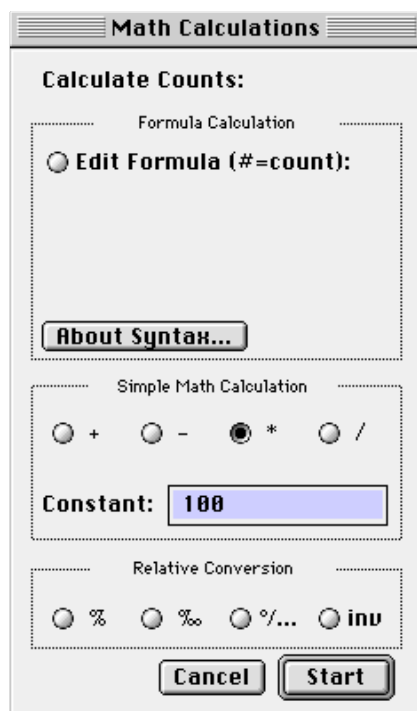 Math Calculations
Calculate Counts:
Formula Calculation
Edit Formula (#=count):
About Syntax...
Simple Math Calculation
+ - * /
Constant: 100
Relative Conversion
% ‰ °/... inv
Cancel Start